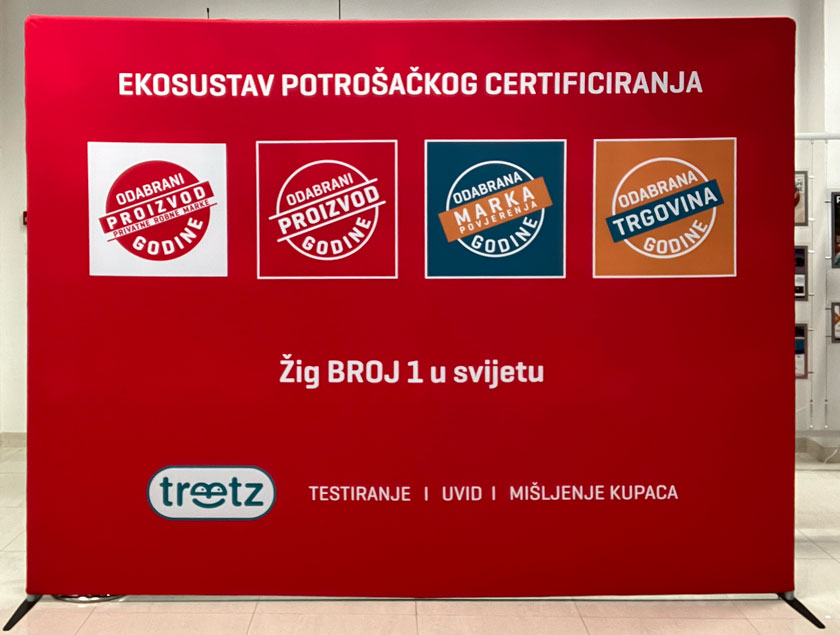 EKOSUSTAV POTROŠAČKOG CERTIFICIRANJA
ODABRANI
PROIZVOD
PRIVATNE ROBNE MARKE
GODINE
ODABRANI
PROIZVOD
GODINE
ODABRANA
MARKA
POVJERENJA
GODINE
ODABRANA
TRGOVINA
GODINE
Žig BROJ 1 u svijetu
treetz
TESTIRANJE | UVID | MIŠLJENJE KUPACA